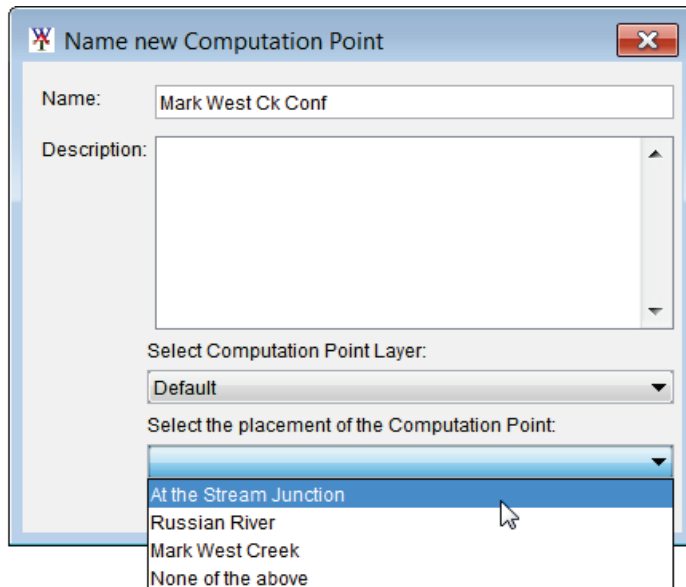 Name new Computation Point
Name: Mark West Ck Conf
Description:
Select Computation Point Layer:
Default
Select the placement of the Computation Point:
At the Stream Junction
Russian River
Mark West Creek
None of the above